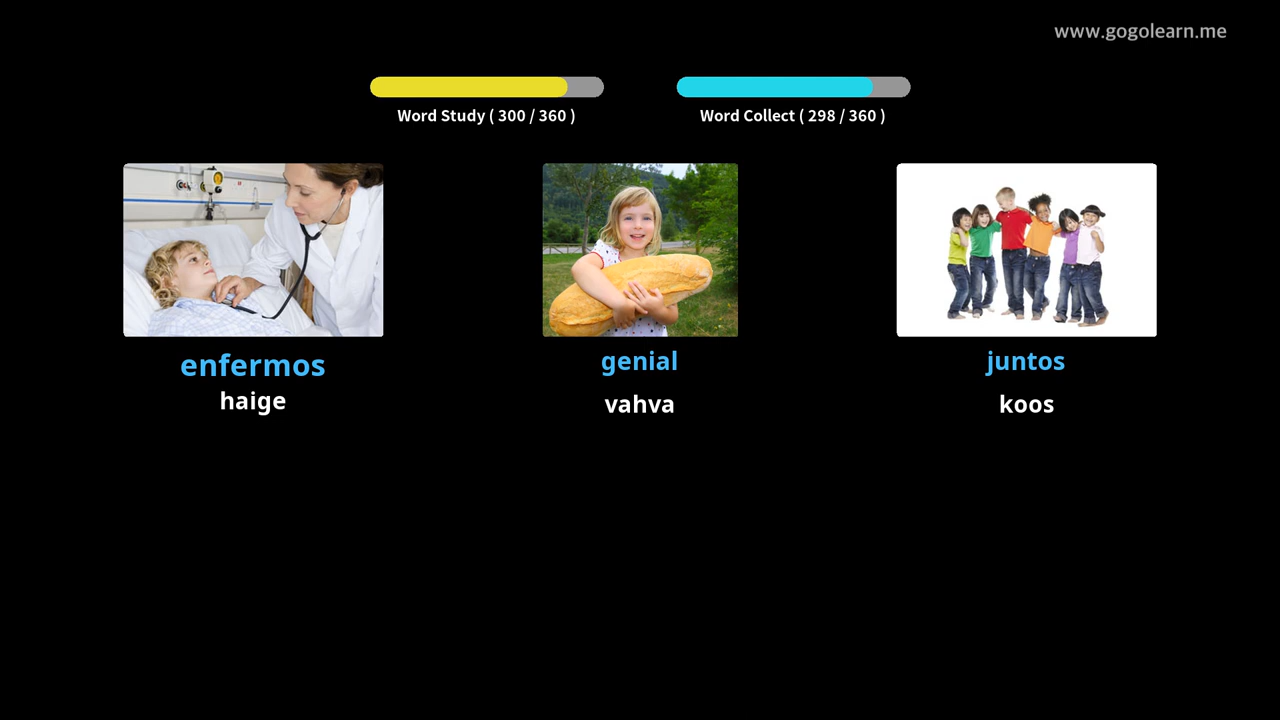 www.gogolearn.me
Word Study ( 300 / 360 )
Word Collect ( 298 / 360 )
enfermos
haige
genial
vahva
juntos
koos